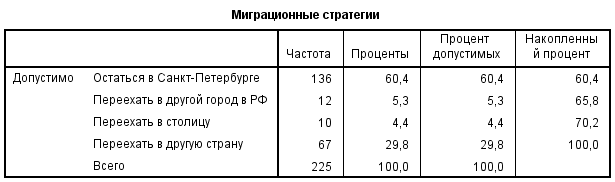 Миграционные стратегии
Частота Проценты Процент допустимых Накопленны й процент
Допустимо Остаться в Санкт-Петербурге 136 60,4 60,4 60,4
Переехать в другой город в РФ 12 5,3 5,3 65,8
Переехать в столицу 10 4,4 4,4 70,2
Переехать в другую страну 67 29,8 29,8 100,0
Всего 225 100,0 100,0